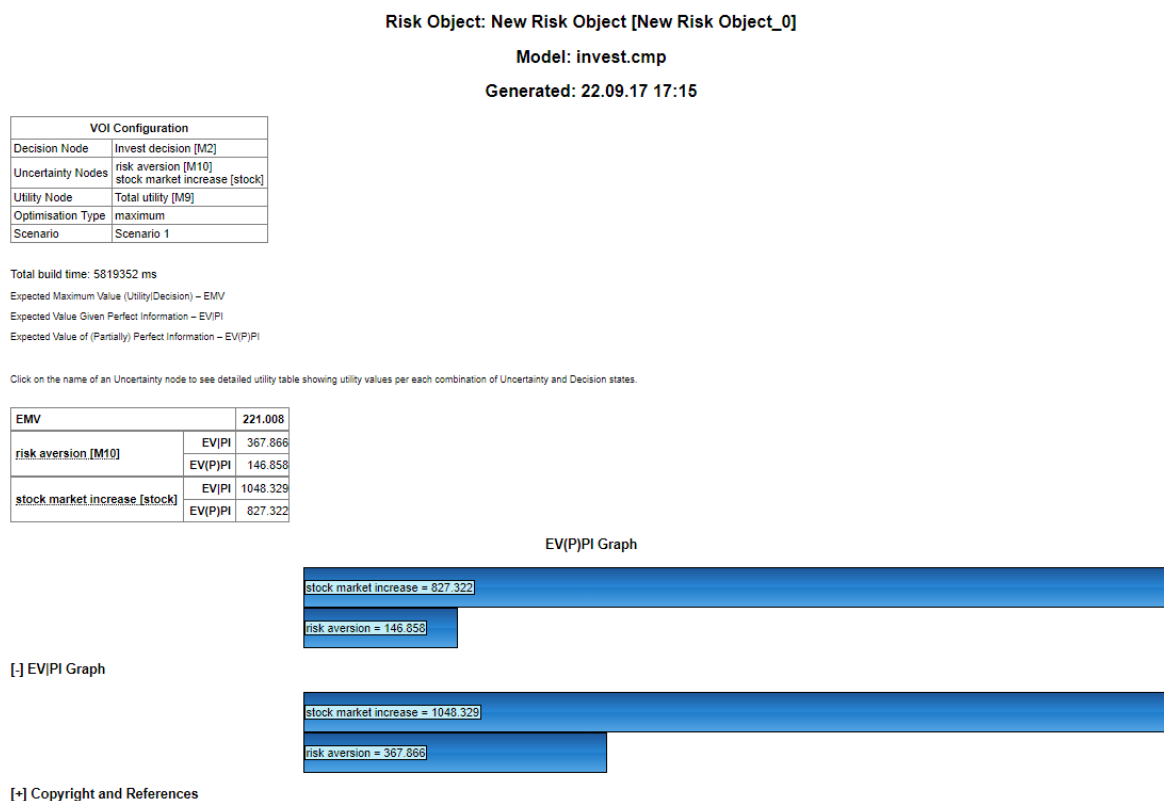 Risk Object: New Risk Object [New Risk Object_0]
Model: invest.cmp
Generated: 22.09.17 17:15
VOI Configuration
Decision Node Invest decision [M2]
Uncertainty Nodes risk aversion [M10]
stock market increase [stock]
Utility Node Total utility [M9]
Optimisation Type maximum
Scenario Scenario 1
Total build time: 5819352 ms
Expected Maximum Value (Utility|Decision) – EMV
Expected Value Given Perfect Information – EV|PI
Expected Value of (Partially) Perfect Information – EV(P)PI
Click on the name of an Uncertainty node to see detailed utility table showing utility values per each combination of Uncertainty and Decision states.
EMV 221.008
risk aversion [M10] EV|PI 367.866
EV(P)PI 146.858
stock market increase [stock] EV|PI 1048.329
EV(P)PI 827.322
EV(P)PI Graph
stock market increase = 827.322
risk aversion = 146.858
[-] EV|PI Graph
stock market increase = 1048.329
risk aversion = 367.866
[+] Copyright and References